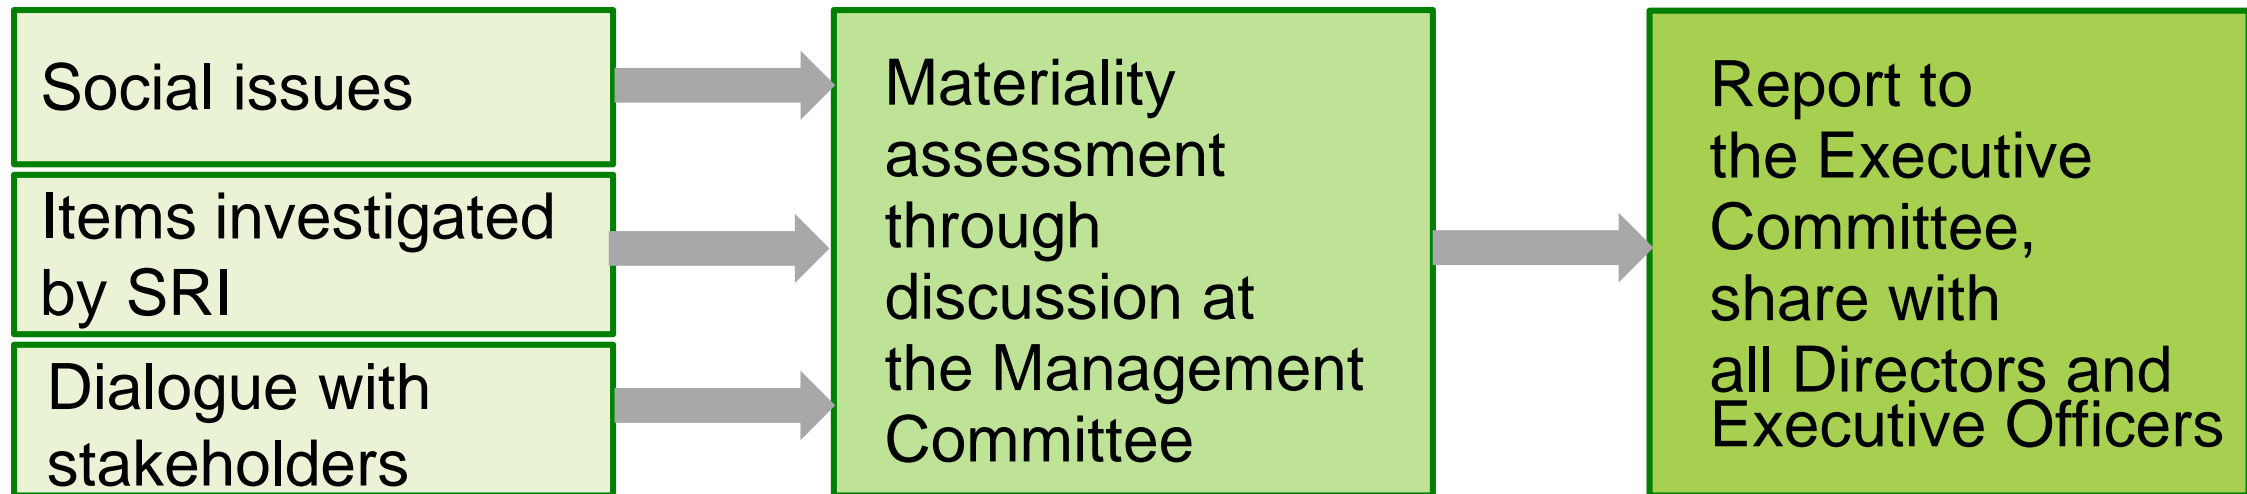 Social issues
Items investigated
by SRI
Dialogue with
stakeholders
Materiality
assessment
through
discussion at
the Management
Committee
Report to
the Executive
Committee,
share with
all Directors and
Executive Officers